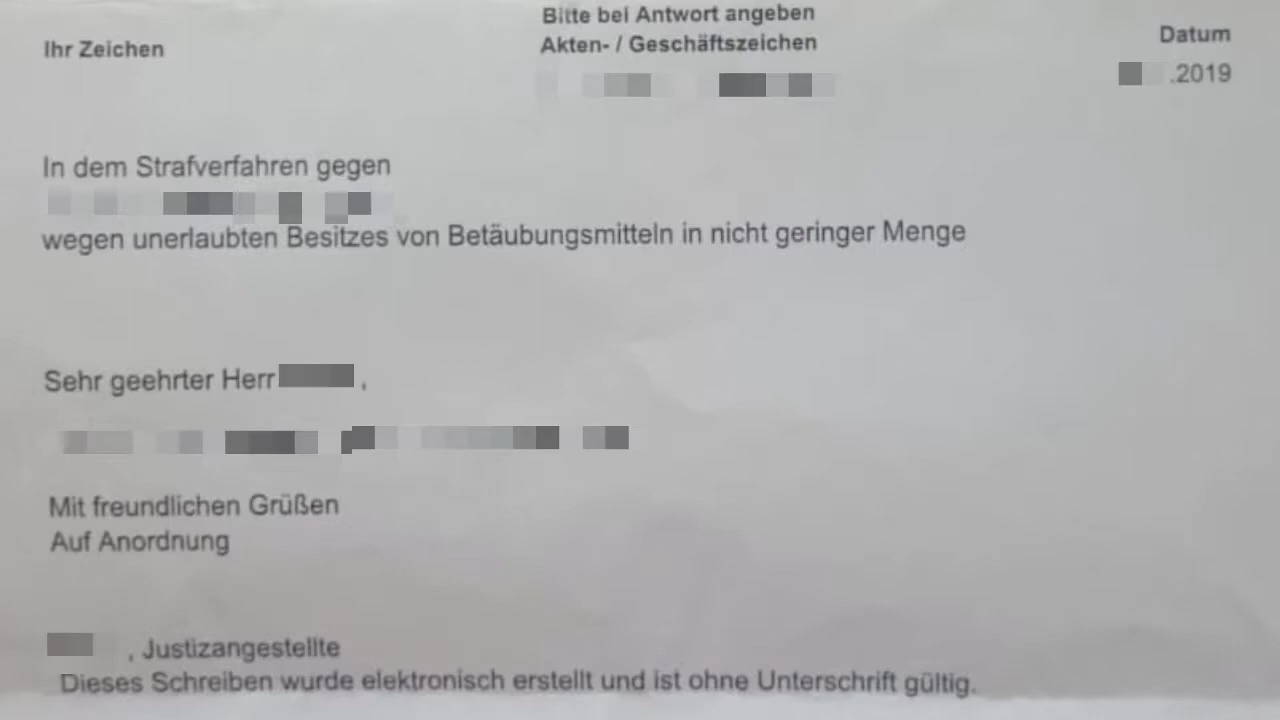 Bitte bei Antwort angeben
Ihr Zeichen
Akten- / Geschäftszeichen
Datum
.2019
In dem Strafverfahren gegen
wegen unerlaubten Besitzes von Betäubungsmitteln in nicht geringer Menge
Sehr geehrter Herr ,
Mit freundlichen Grüßen
Auf Anordnung
, Justizangestellte
Dieses Schreiben wurde elektronisch erstellt und ist ohne Unterschrift gültig.